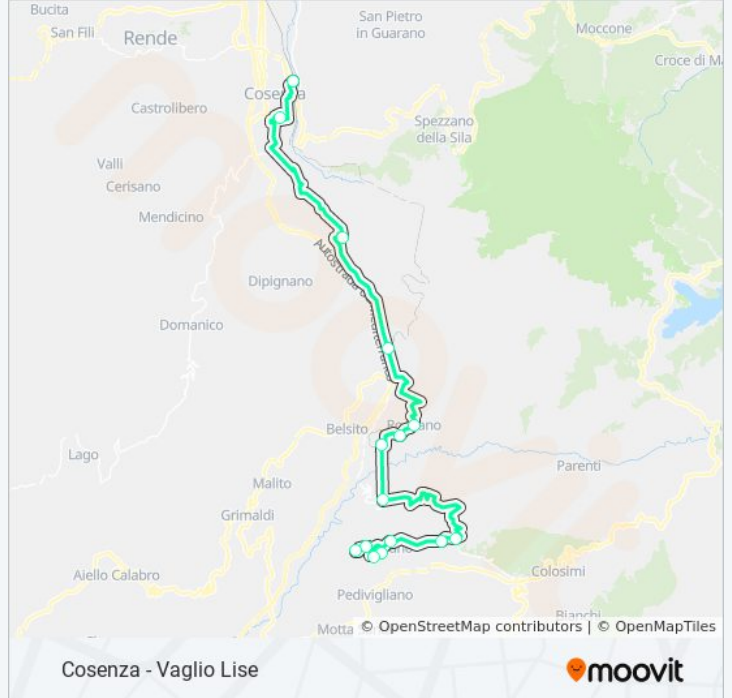 Bucita
San Fili
Rende
San Pietro
in Guarano
Moccone
Croce di M
Castrolibero
Spezzano
della Sila
Valli
Cerisano
Mendicino
Dipignano
Domanico
Belsito
Lago
Parenti
Malito
Grimaldi
Aiello Calabro
Colosimi
Pedivigliano
Motta
Bianchi
© OpenStreetMap contributors | © OpenMapTiles
Cosenza - Vaglio Lise
moovit